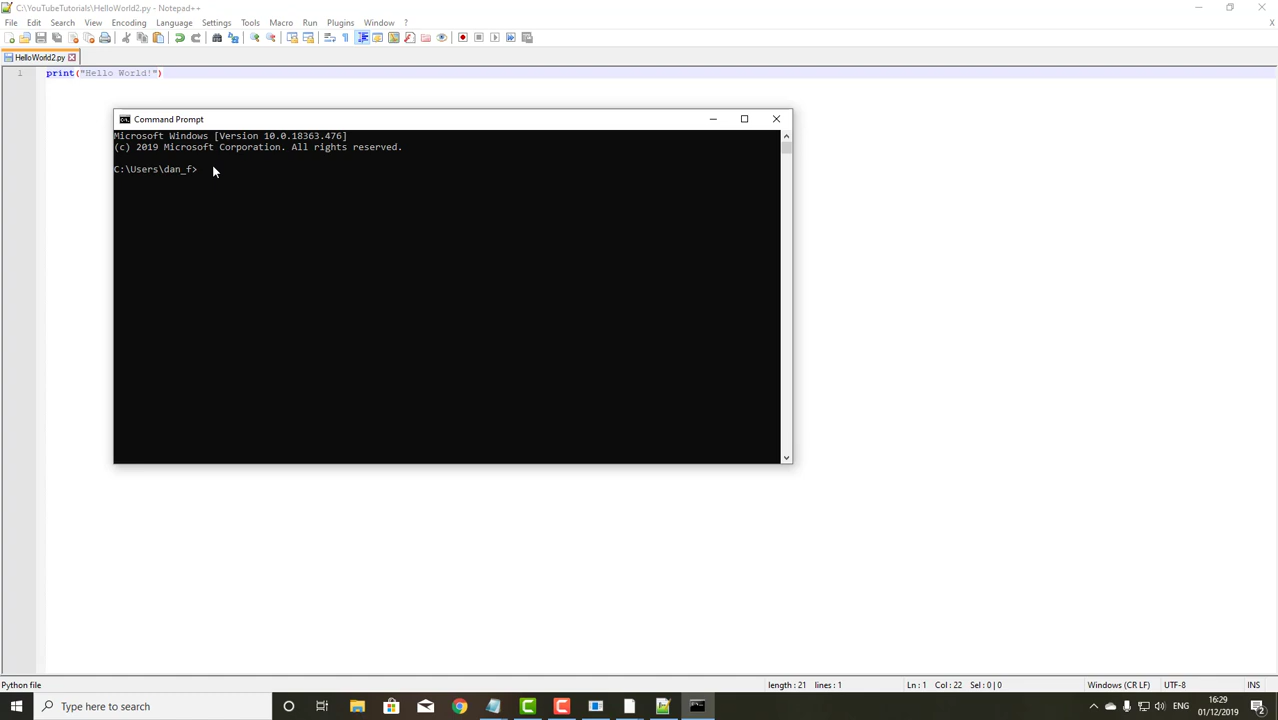 C:\YouTubeTutorials\HelloWorld2.py - Notepad++
File Edit Search View Encoding Language Settings Tools Macro Run Plugins Window ? X
HelloWorld2.py
1 print("Hello World!")
Command Prompt
Microsoft Windows [Version 10.0.18363.476]
(c) 2019 Microsoft Corporation. All rights reserved.
C:\Users\dan_f>
Python file length : 21 lines : 1 Ln : 1 Col : 22 Sel : 0 | 0 Windows (CR LF) UTF-8 INS
Type here to search ENG 16:29
01/12/2019 2